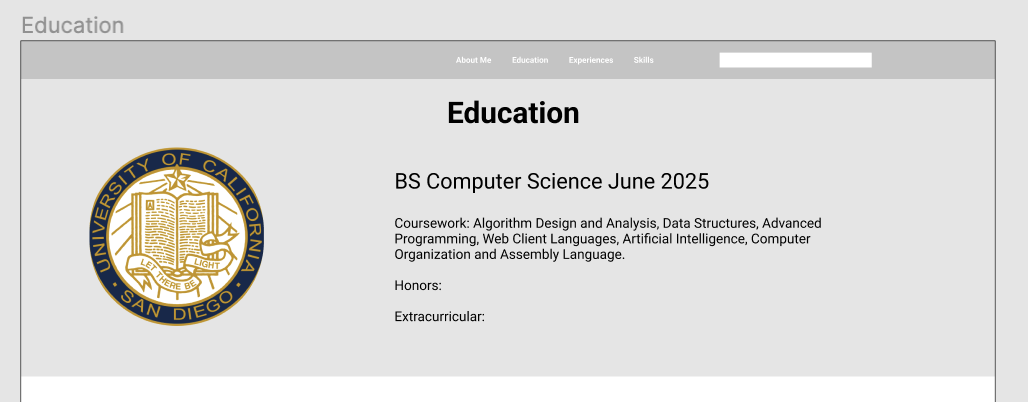 Education
About Me Education Experiences Skills
Education
UNIVERSITY OF CALIFORNIA
SAN DIEGO
A
LET THERE BE
LIGHT
BS Computer Science June 2025
Coursework: Algorithm Design and Analysis, Data Structures, Advanced
Programming, Web Client Languages, Artificial Intelligence, Computer
Organization and Assembly Language.
Honors:
Extracurricular: